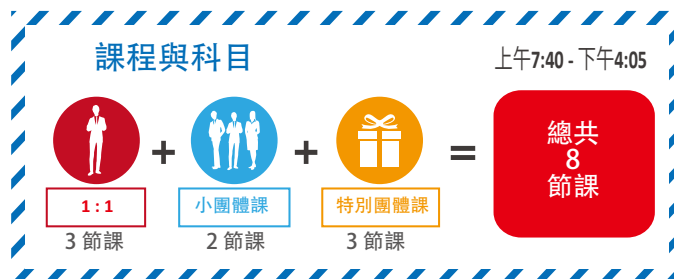 課程與科目
上午7:40 - 下午4:05
1 : 1
3 節課
+
小團體課
2 節課
+
特別團體課
3 節課
=
總共
8
節課